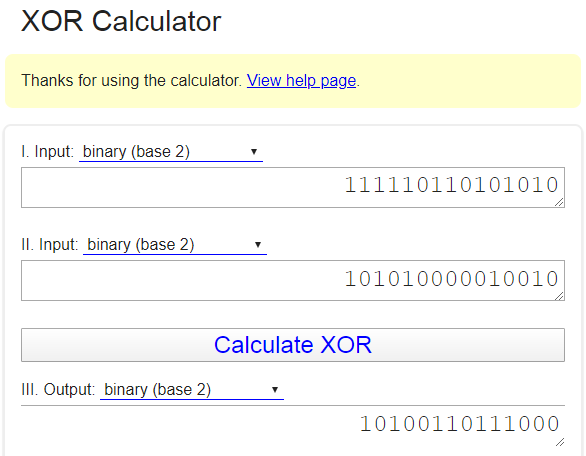 XOR Calculator
Thanks for using the calculator. View help page.
I. Input: binary (base 2)
111110110101010
II. Input: binary (base 2)
101010000010010
Calculate XOR
III. Output: binary (base 2)
10100110111000